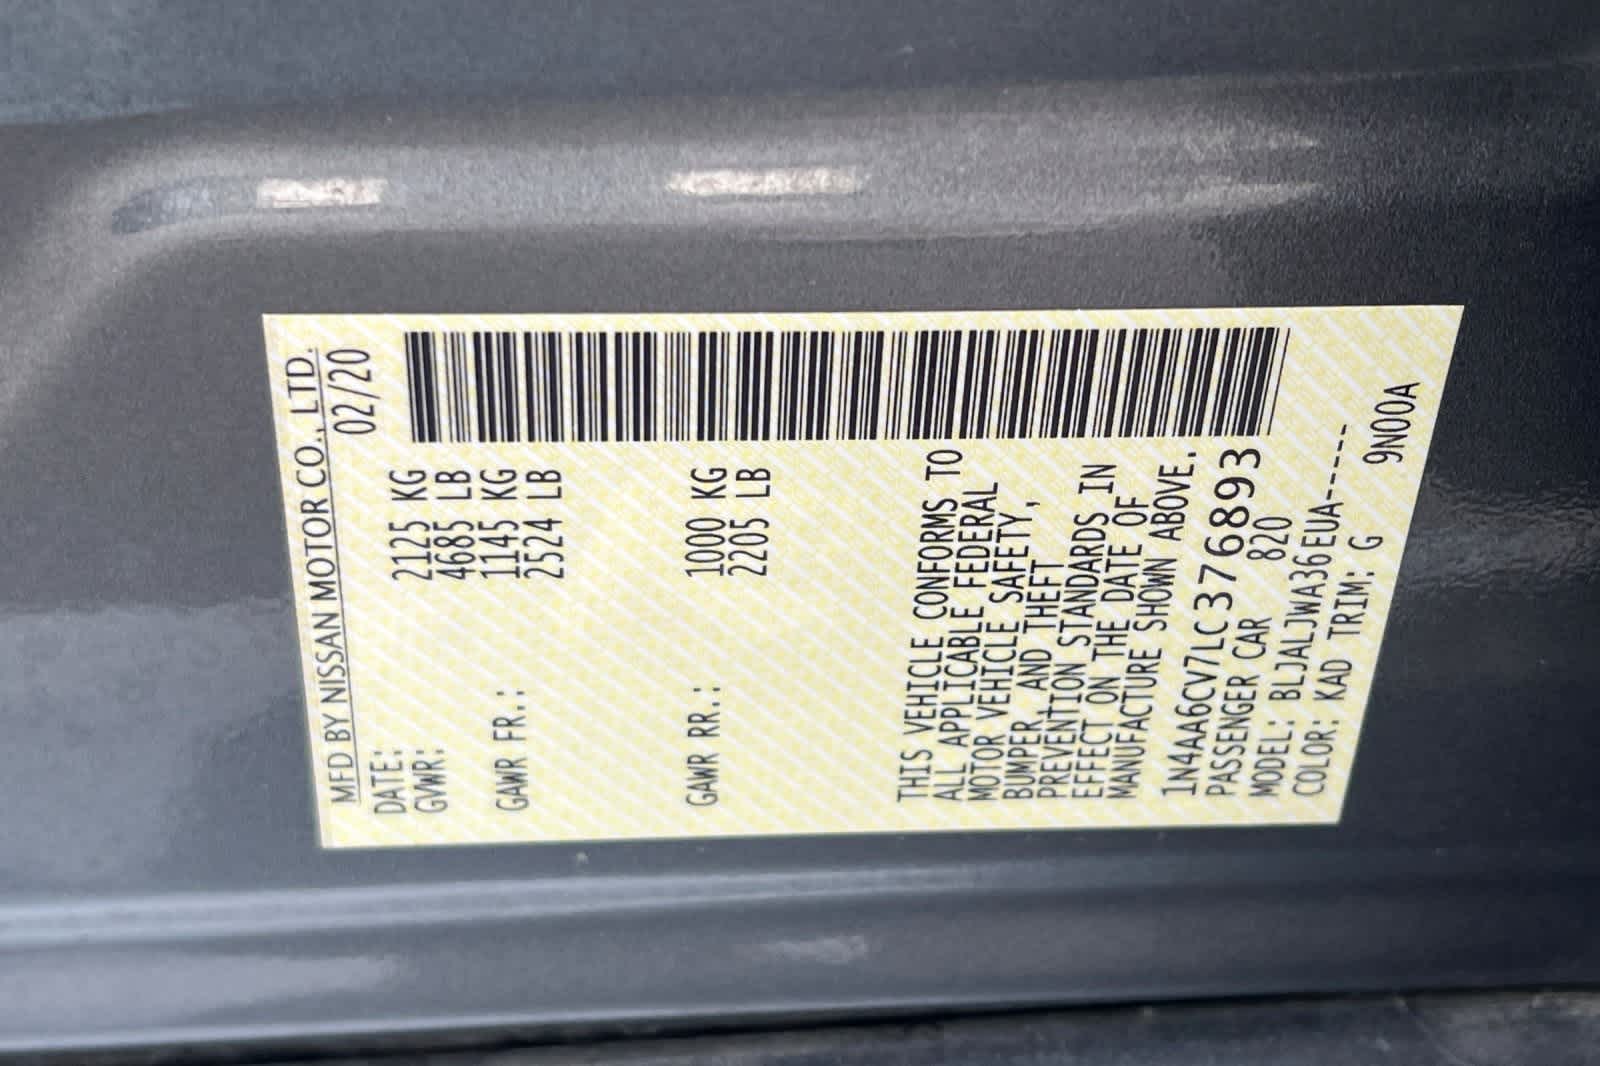 MFD BY NISSAN MOTOR CO., LTD.
DATE: 02/20
GVWR: 2125 KG
4685 LB
GAWR FR.: 1145 KG
2524 LB
GAWR RR.: 1000 KG
2205 LB
THIS VEHICLE CONFORMS TO
ALL APPLICABLE FEDERAL
MOTOR VEHICLE SAFETY,
BUMPER, AND THEFT
PREVENTION STANDARDS IN
EFFECT ON THE DATE OF
MANUFACTURE SHOWN ABOVE.
1N4AA6CV7LC376893
PASSENGER CAR 820
MODEL: BLJALJWA36EUA-----
COLOR: KAD TRIM: G 9N00A